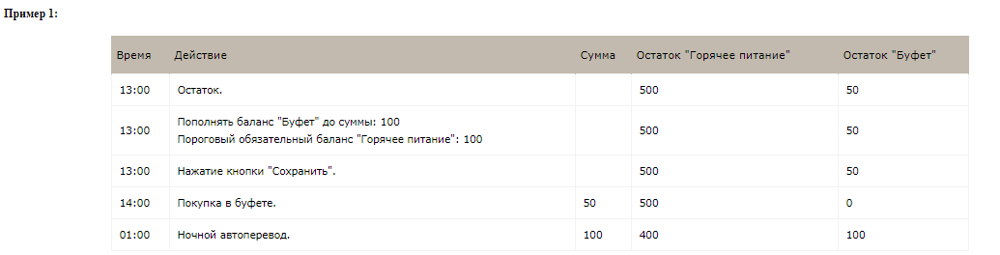 Пример 1:
Время Действие Сумма Остаток "Горячее питание" Остаток "Буфет"
13:00 Остаток. 500 50
13:00 Пополнять баланс "Буфет" до суммы: 100
Пороговый обязательный баланс "Горячее питание": 100 500 50
13:00 Нажатие кнопки "Сохранить". 500 50
14:00 Покупка в буфете. 50 500 0
01:00 Ночной автоперевод. 100 400 100